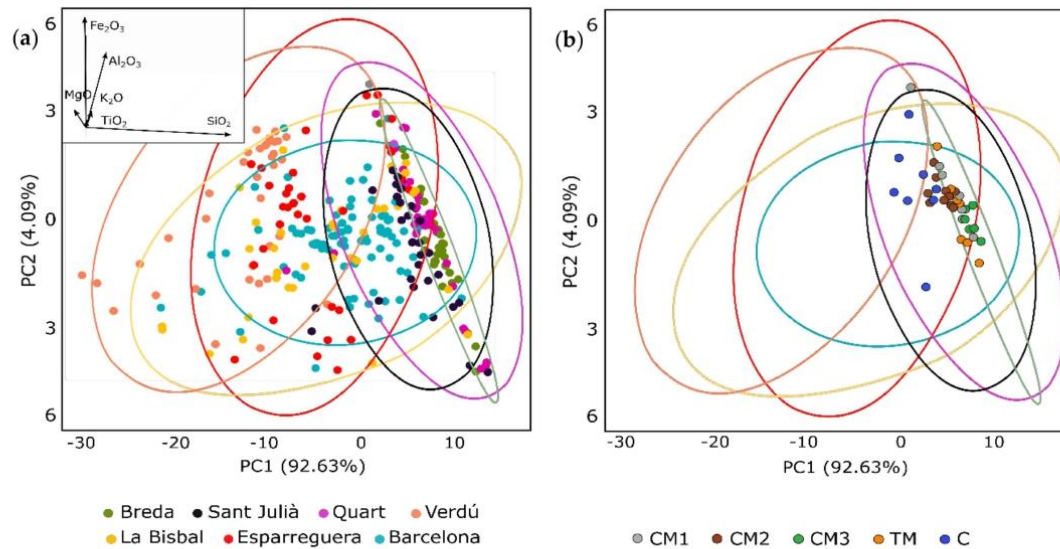 (a)
6
3
0
3
6
PC2 (4.09%)
Fe₂O₃
Al₂O₃
MgO
K₂O
TiO₂
SiO₂
-30 -20 -10 0 10
PC1 (92.63%)
Breda Sant Julià Quart Verdú
La Bisbal Esparreguera Barcelona
(b)
6
3
0
3
6
PC2 (4.09%)
-30 -20 -10 0 10
PC1 (92.63%)
CM1 CM2 CM3 TM C